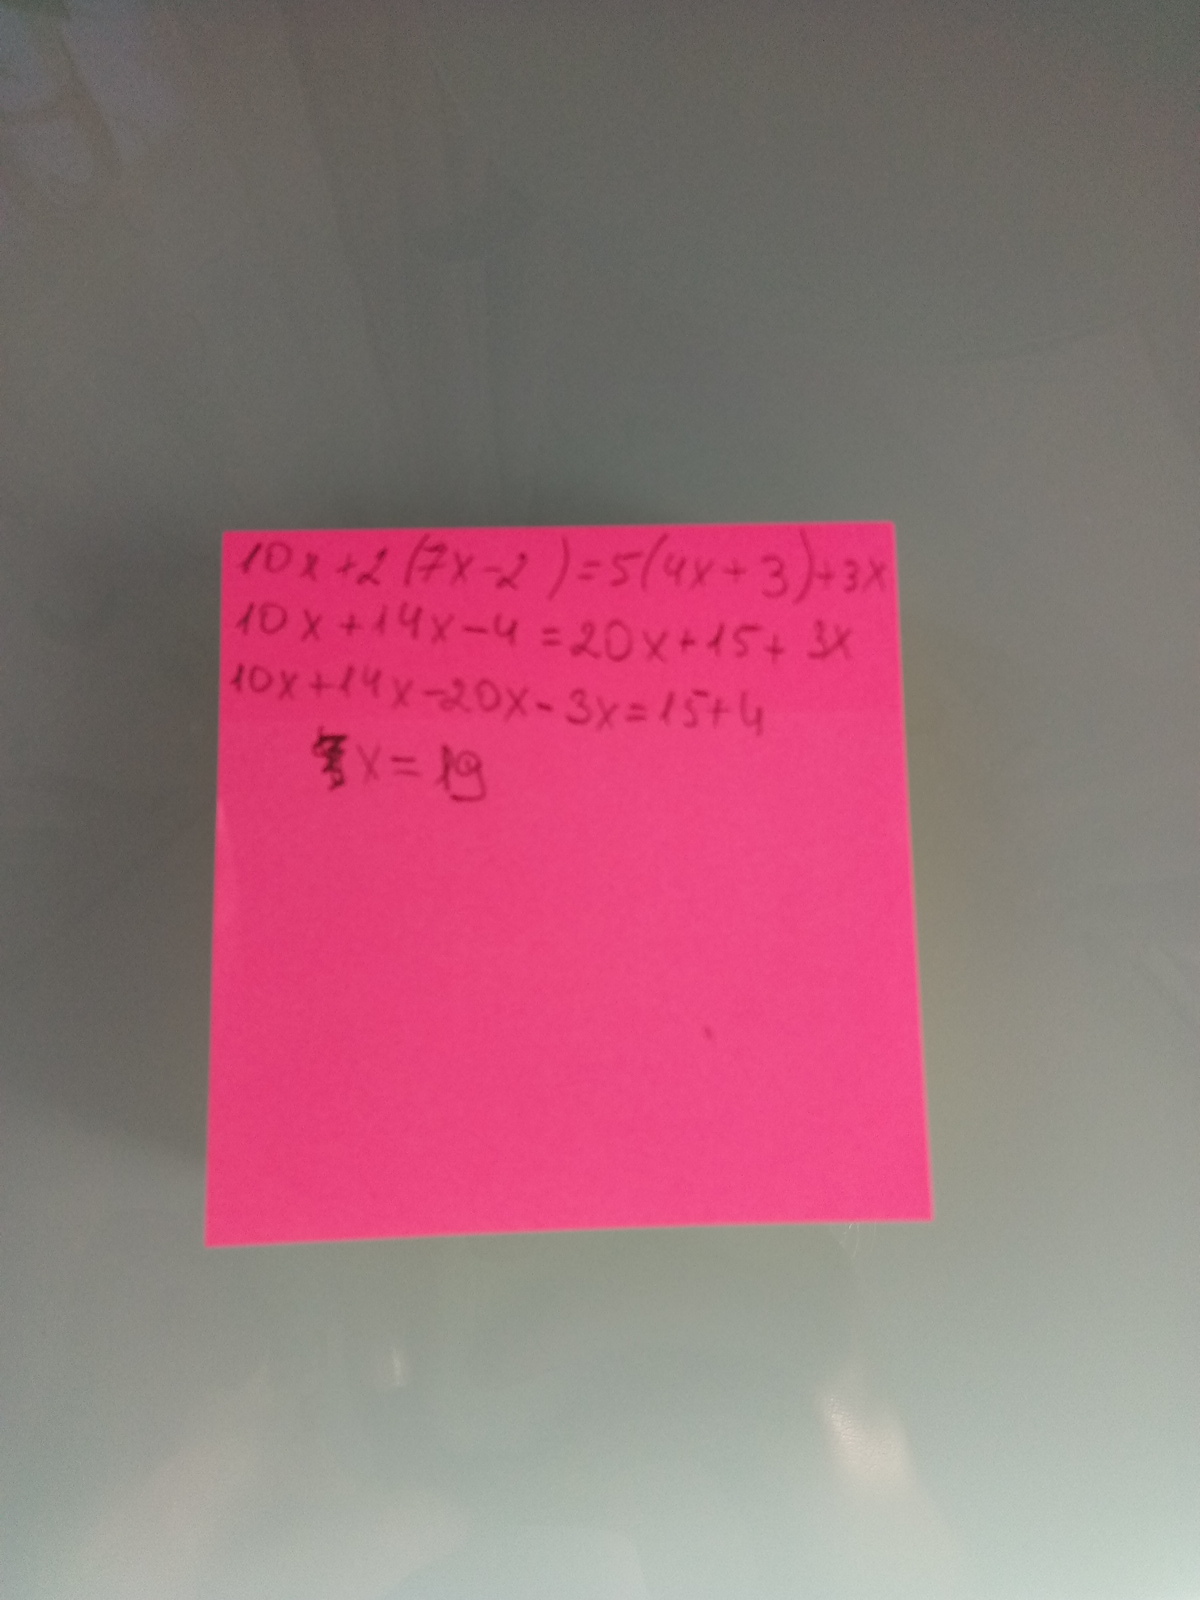 10x+2(7x-2)=5(4x+3)+3x
10x+14x-4=20x+15+3x
10x+14x-20x-3x=15+4
x=19